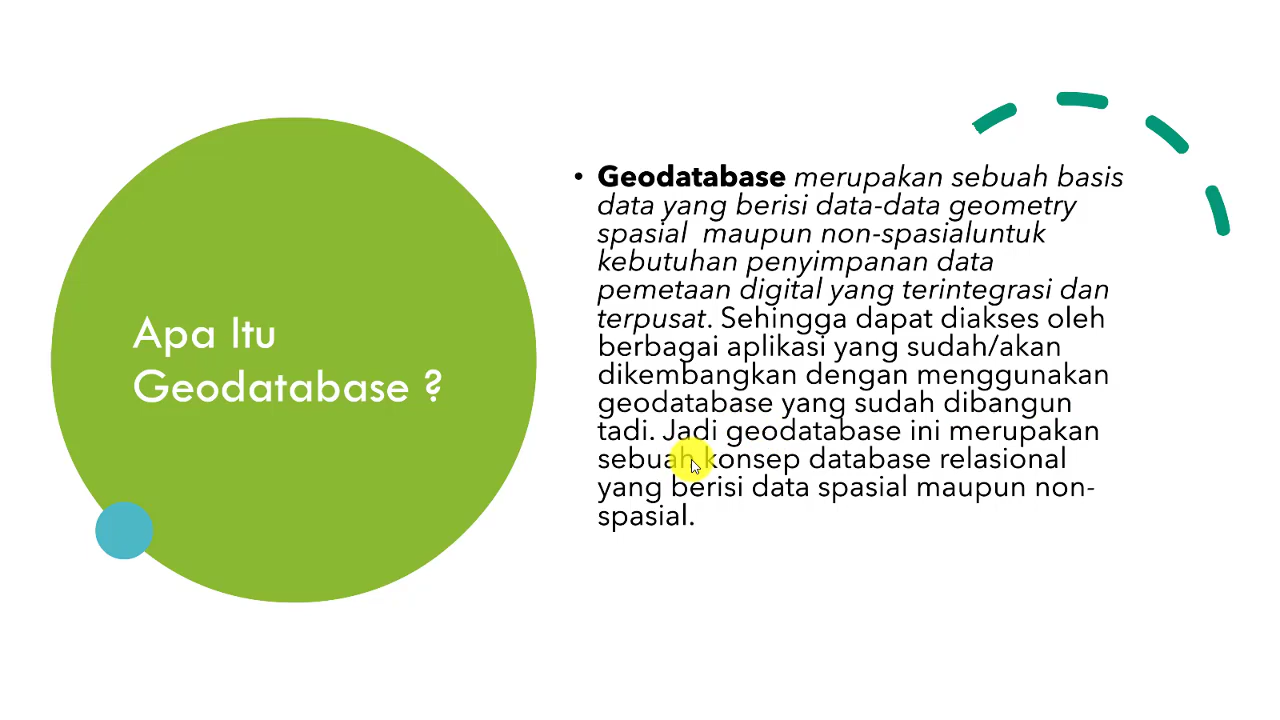 Apa Itu
Geodatabase ?
• Geodatabase merupakan sebuah basis
data yang berisi data-data geometry
spasial  maupun non-spasialuntuk
kebutuhan penyimpanan data
pemetaan digital yang terintegrasi dan
terpusat. Sehingga dapat diakses oleh
berbagai aplikasi yang sudah/akan
dikembangkan dengan menggunakan
geodatabase yang sudah dibangun
tadi. Jadi geodatabase ini merupakan
sebuah konsep database relasional
yang berisi data spasial maupun non-
spasial.